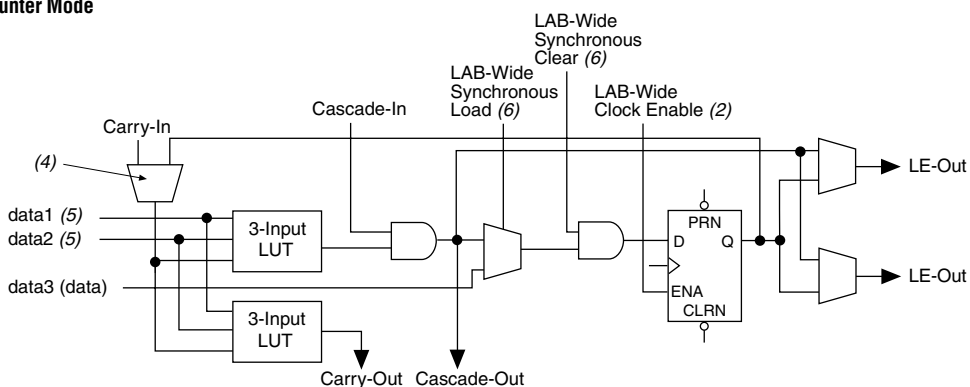 unter Mode
LAB-Wide
Synchronous
Clear (6)
LAB-Wide
Synchronous
Load (6)
LAB-Wide
Clock Enable (2)
Cascade-In
Carry-In
(4)
LE-Out
data1 (5)
data2 (5)
3-Input
LUT
PRN
D
Q
data3 (data)
ENA
CLRN
LE-Out
3-Input
LUT
Carry-Out
Cascade-Out